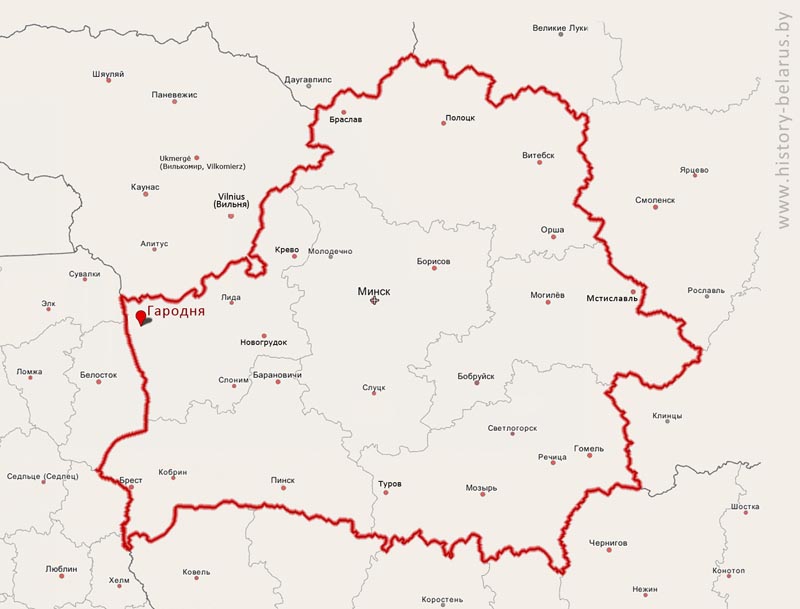 Великие Луки
Шяуляй
Даугавпилс
Паневежис
Браслав
Полоцк
Ukmergė
(Вилькомир, Vilkomierz)
Витебск
Ярцево
Каунас
Vilnius
(Вильня)
Смоленск
Алитус
Крево
Молодечно
Орша
Борисов
Сувалки
Элк
Лида
Минск
Могилёв
Мстиславль
Рославль
Гародня
Новогрудок
Ломжа
Белосток
Слоним
Барановичи
Слуцк
Бобруйск
Клинцы
Светлогорск
Речица
Гомель
Седльце (Седлец)
Брест
Кобрин
Пинск
Туров
Мозырь
Шостка
Чернигов
Люблин
Хелм
Ковель
Коростень
Нежин
Конотоп
www.history-belarus.by